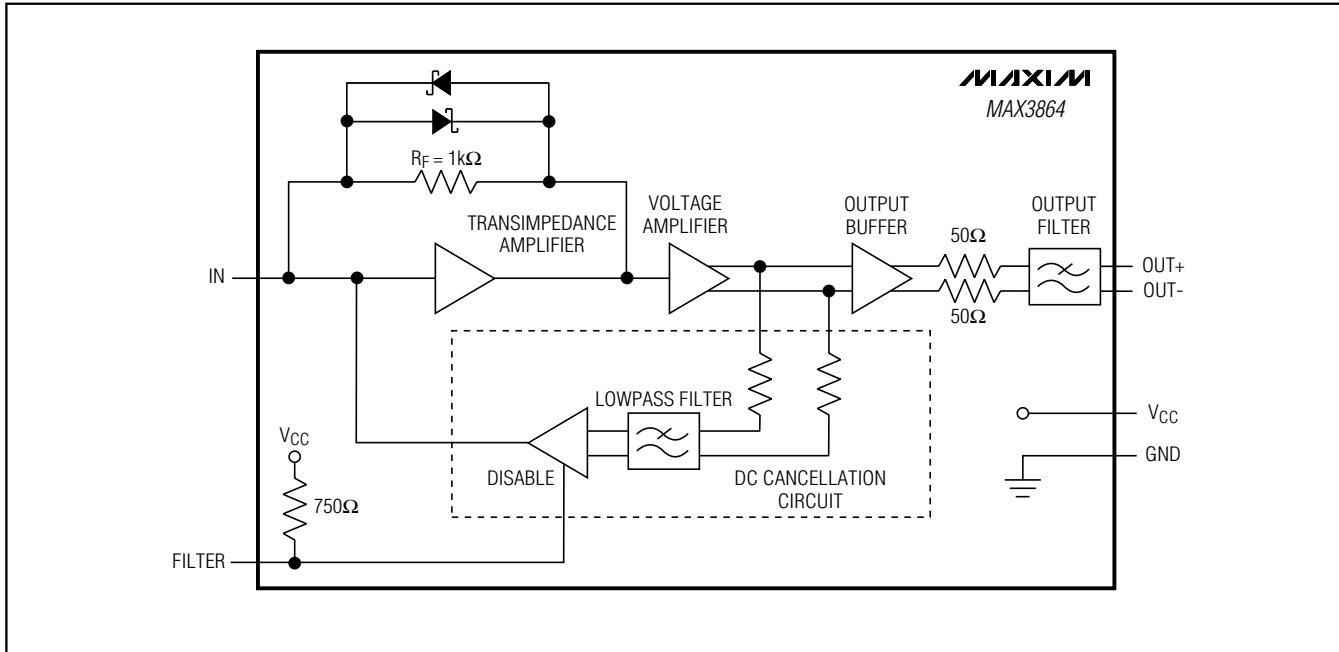 MAXIM
MAX3864
R_F = 1kΩ
TRANSIMPEDANCE
AMPLIFIER
VOLTAGE
AMPLIFIER
OUTPUT
BUFFER
OUTPUT
FILTER
50Ω
50Ω
IN
OUT+
OUT-
LOWPASS FILTER
DISABLE
DC CANCELLATION
CIRCUIT
V_CC
GND
V_CC
750Ω
FILTER